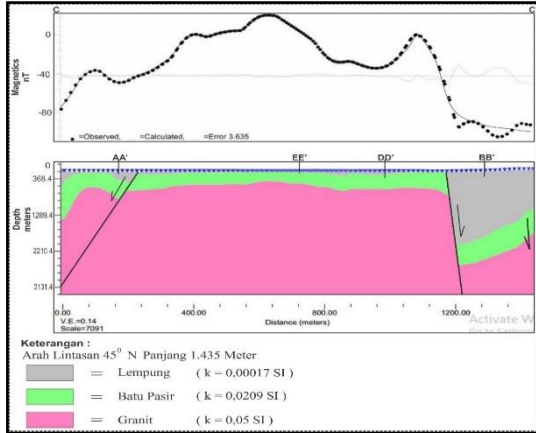 C C
0
-40
-80
Magnetics
nT
=Observed, =Calculated, =Error 3.635
AA' EE' DD' BB'
0
368.4
1289.4
2210.4
3131.4
Depth
meters
0.00 400.00 800.00 1200.00
V.E.=0.14
Scale=7091
Distance (meters)
Activate W
Keterangan :
Arah Lintasan 45⁰ N Panjang 1.435 Meter
= Lempung ( k = 0,00017 SI )
= Batu Pasir ( k = 0,0209 SI )
= Granit ( k = 0,05 SI )